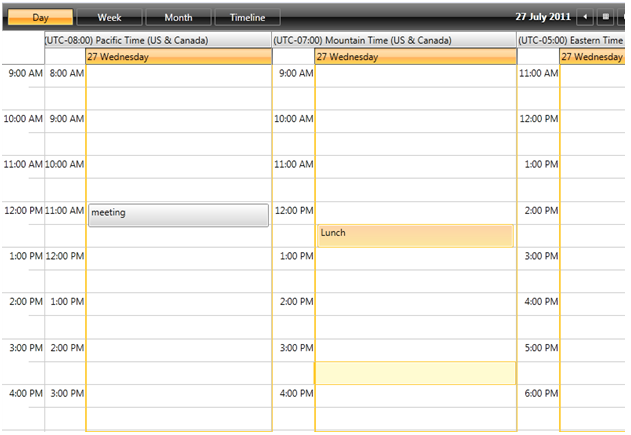 Day Week Month Timeline 27 July 2011
(UTC-08:00) Pacific Time (US & Canada) (UTC-07:00) Mountain Time (US & Canada) (UTC-05:00) Eastern Time
27 Wednesday 27 Wednesday 27 Wednesday
9:00 AM 8:00 AM 9:00 AM 11:00 AM
10:00 AM 9:00 AM 10:00 AM 12:00 PM
11:00 AM 10:00 AM 11:00 AM 1:00 PM
12:00 PM 11:00 AM meeting 12:00 PM 2:00 PM
Lunch
1:00 PM 12:00 PM 1:00 PM 3:00 PM
2:00 PM 1:00 PM 2:00 PM 4:00 PM
3:00 PM 2:00 PM 3:00 PM 5:00 PM
4:00 PM 3:00 PM 4:00 PM 6:00 PM